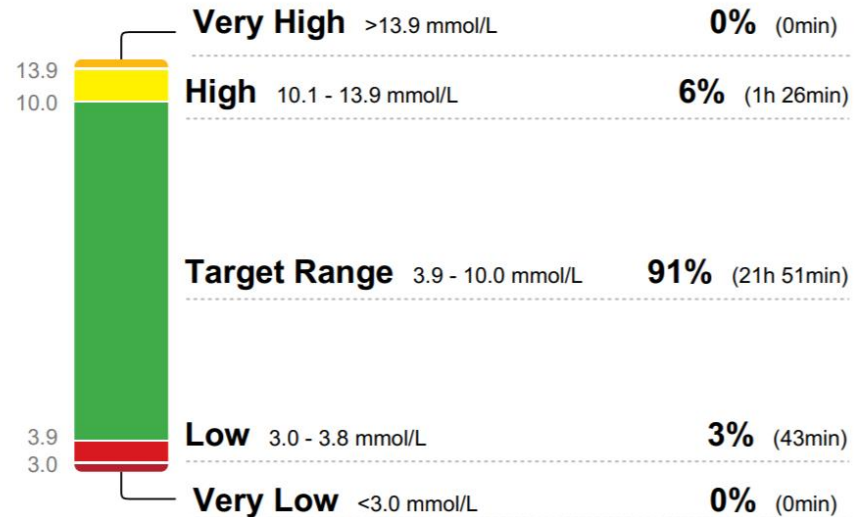 Very High >13.9 mmol/L 0% (0min)
13.9
High 10.1 - 13.9 mmol/L 6% (1h 26min)
10.0
Target Range 3.9 - 10.0 mmol/L 91% (21h 51min)
3.9
Low 3.0 - 3.8 mmol/L 3% (43min)
3.0
Very Low <3.0 mmol/L 0% (0min)